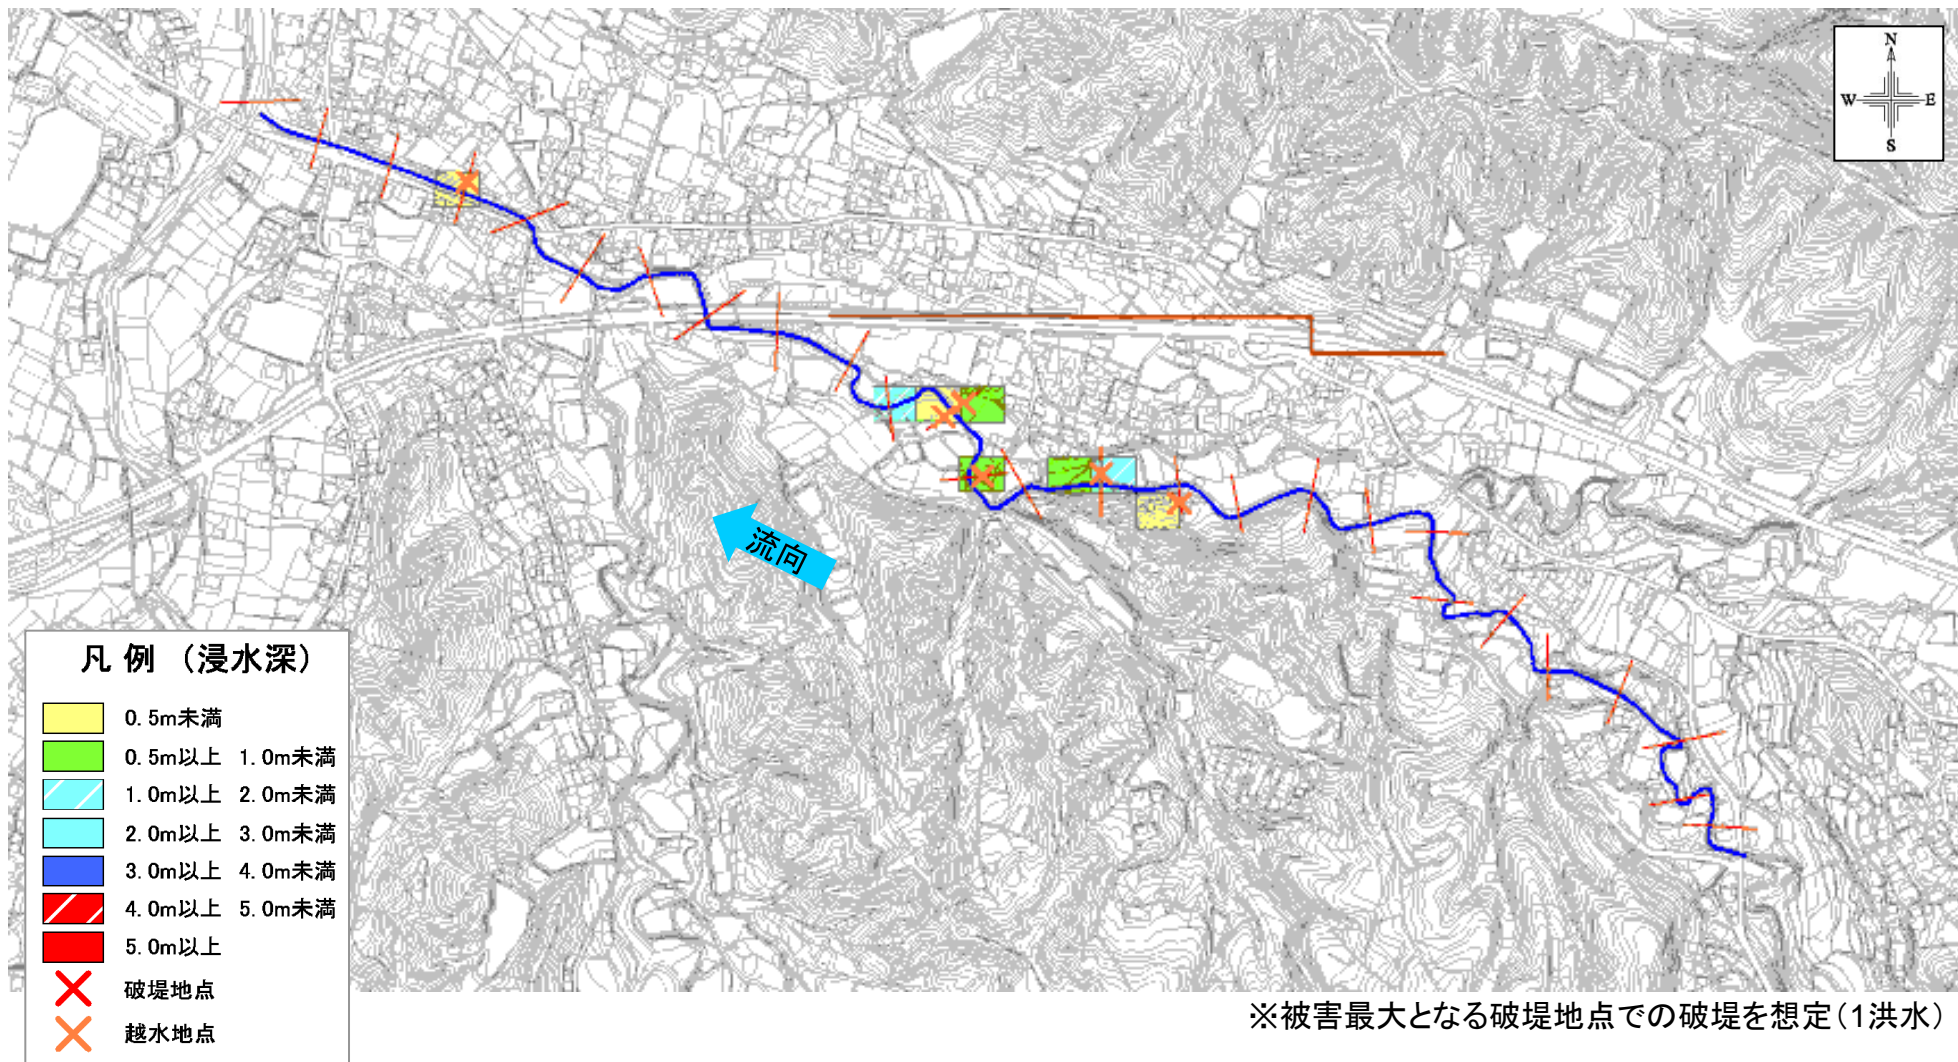 N
W E
S
流向
凡 例 （浸水深）
0.5m未満
0.5m以上 1.0m未満
1.0m以上 2.0m未満
2.0m以上 3.0m未満
3.0m以上 4.0m未満
4.0m以上 5.0m未満
5.0m以上
破堤地点
越水地点
※被害最大となる破堤地点での破堤を想定（1洪水）